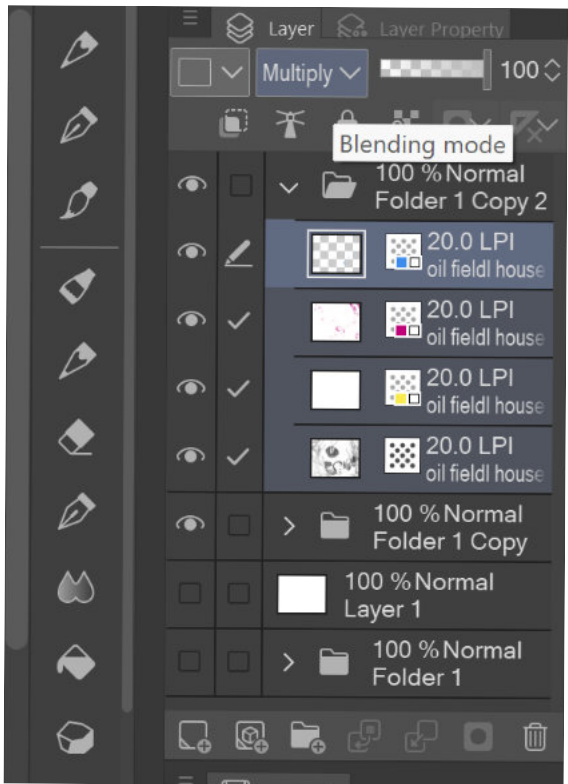 Layer Layer Property
Multiply 100
Blending mode
100 % Normal
Folder 1 Copy 2
20.0 LPI
oil fieldl house
20.0 LPI
oil fieldl house
20.0 LPI
oil fieldl house
20.0 LPI
oil fieldl house
100 % Normal
Folder 1 Copy
100 % Normal
Layer 1
100 % Normal
Folder 1